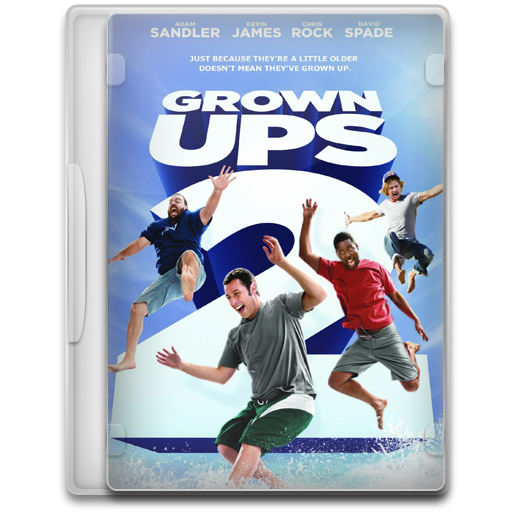 ADAM SANDLER KEVIN JAMES CHRIS ROCK DAVID SPADE
JUST BECAUSE THEY'RE A LITTLE OLDER
DOESN'T MEAN THEY'VE GROWN UP.
GROWN
UPS
2